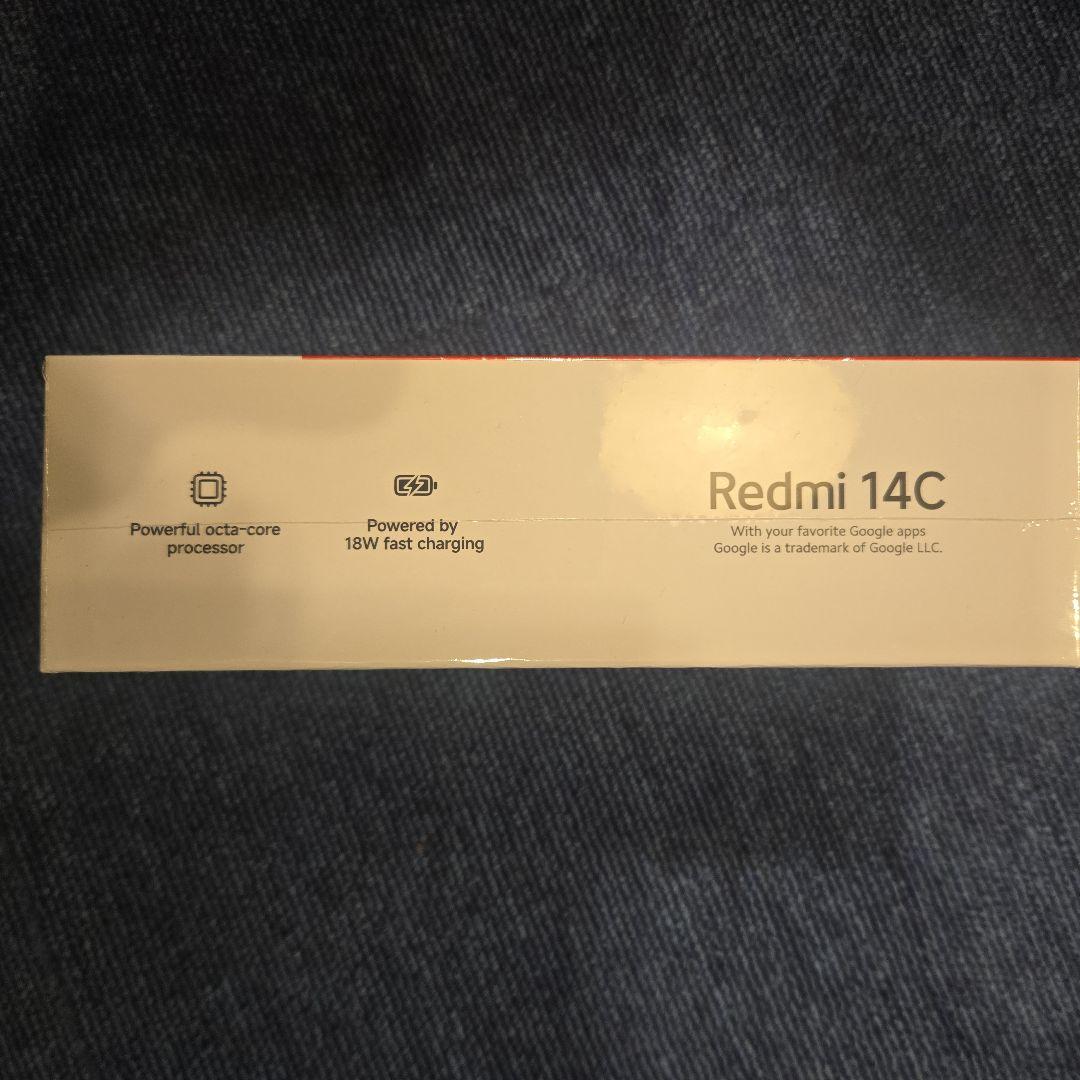 Powerful octa-core
processor
Powered by
18W fast charging
Redmi 14C
With your favorite Google apps
Google is a trademark of Google LLC.